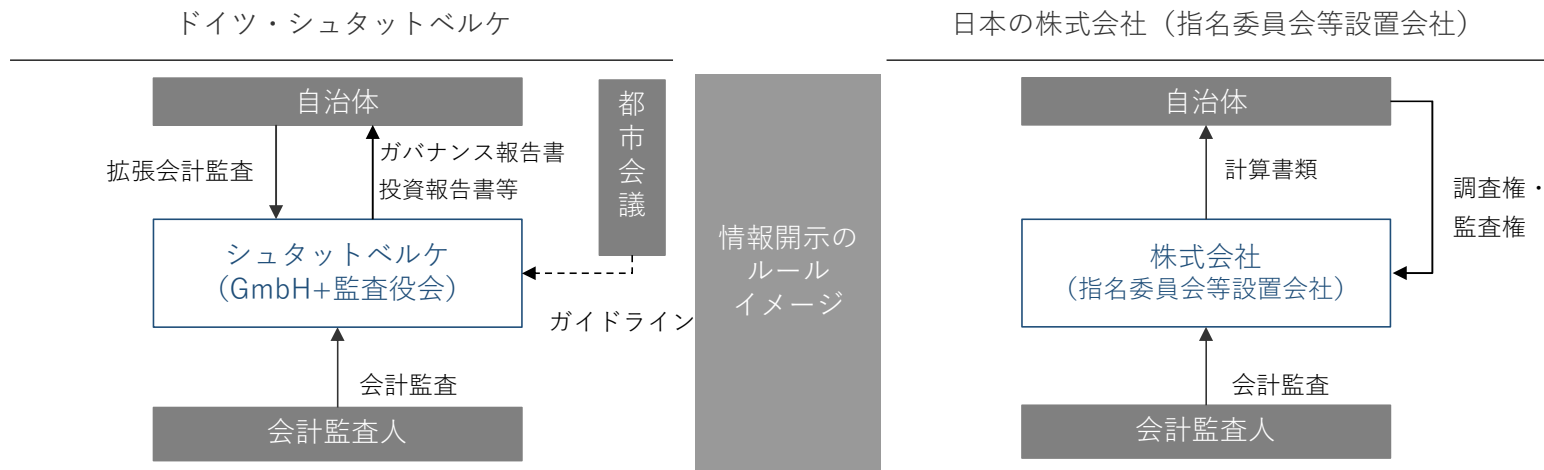 ドイツ・シュタットベルケ
自治体
都市会議
拡張会計監査
ガバナンス報告書
投資報告書等
シュタットベルケ
(GmbH+監査役会)
ガイドライン
会計監査
会計監査人
情報開示の
ルール
イメージ
日本の株式会社(指名委員会等設置会社)
自治体
計算書類
調査権・
監査権
株式会社
(指名委員会等設置会社)
会計監査
会計監査人